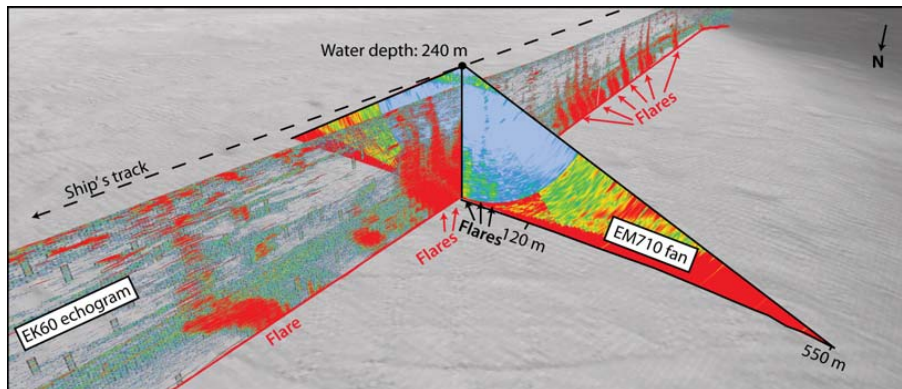 Water depth: 240 m
N
Flares
Ship's track
Flares
Flares
120 m
EM710 fan
EK60 echogram
Flare
550 m